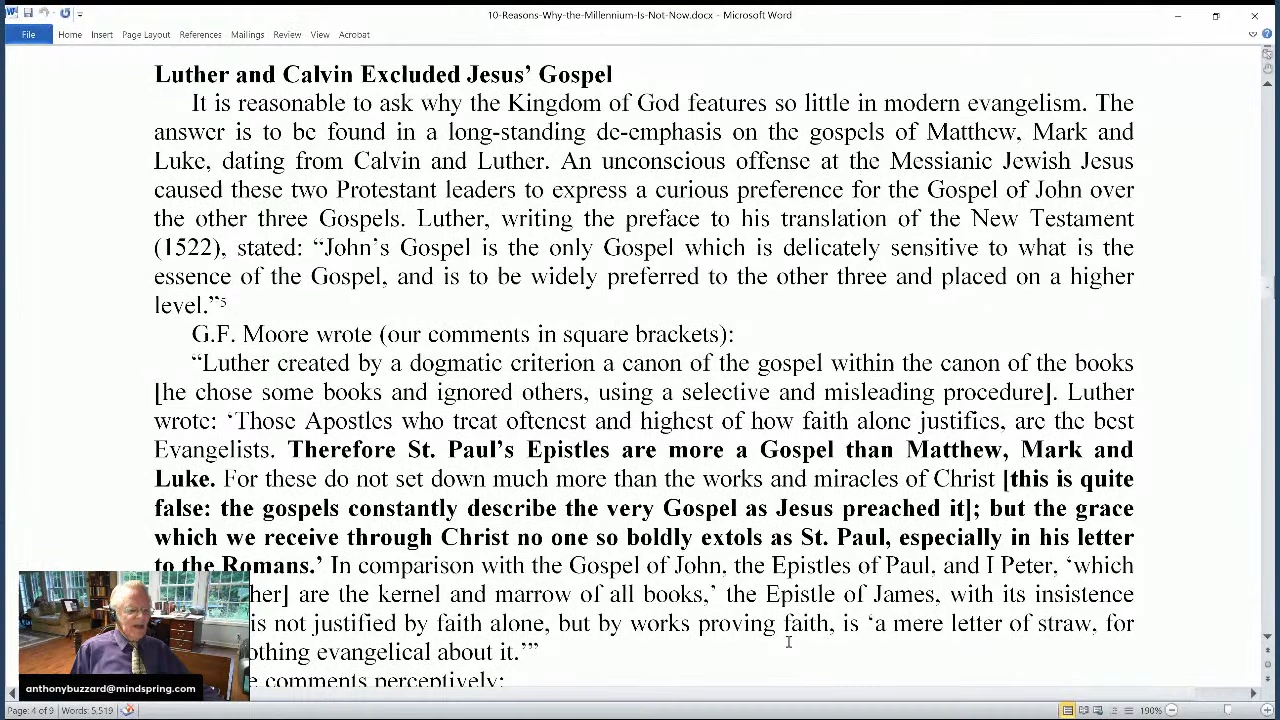 10-Reasons-Why-the-Millennium-Is-Not-Now.docx - Microsoft Word
File Home Insert Page Layout References Mailings Review View Acrobat
Luther and Calvin Excluded Jesus’ Gospel
It is reasonable to ask why the Kingdom of God features so little in modern evangelism. The
answer is to be found in a long-standing de-emphasis on the gospels of Matthew, Mark and
Luke, dating from Calvin and Luther. An unconscious offense at the Messianic Jewish Jesus
caused these two Protestant leaders to express a curious preference for the Gospel of John over
the other three Gospels. Luther, writing the preface to his translation of the New Testament
(1522), stated: “John’s Gospel is the only Gospel which is delicately sensitive to what is the
essence of the Gospel, and is to be widely preferred to the other three and placed on a higher
level.”5
G.F. Moore wrote (our comments in square brackets):
“Luther created by a dogmatic criterion a canon of the gospel within the canon of the books
[he chose some books and ignored others, using a selective and misleading procedure]. Luther
wrote: ‘Those Apostles who treat oftenest and highest of how faith alone justifies, are the best
Evangelists. Therefore St. Paul’s Epistles are more a Gospel than Matthew, Mark and
Luke. For these do not set down much more than the works and miracles of Christ [this is quite
false: the gospels constantly describe the very Gospel as Jesus preached it]; but the grace
which we receive through Christ no one so boldly extols as St. Paul, especially in his letter
to the Romans.’ In comparison with the Gospel of John, the Epistles of Paul, and I Peter, ‘which
her] are the kernel and marrow of all books,’ the Epistle of James, with its insistence
is not justified by faith alone, but by works proving faith, is ‘a mere letter of straw, for
othing evangelical about it.’”
e comments perceptively:
anthonybuzzard@mindspring.com
Page: 4 of 9 Words: 5,519 190%